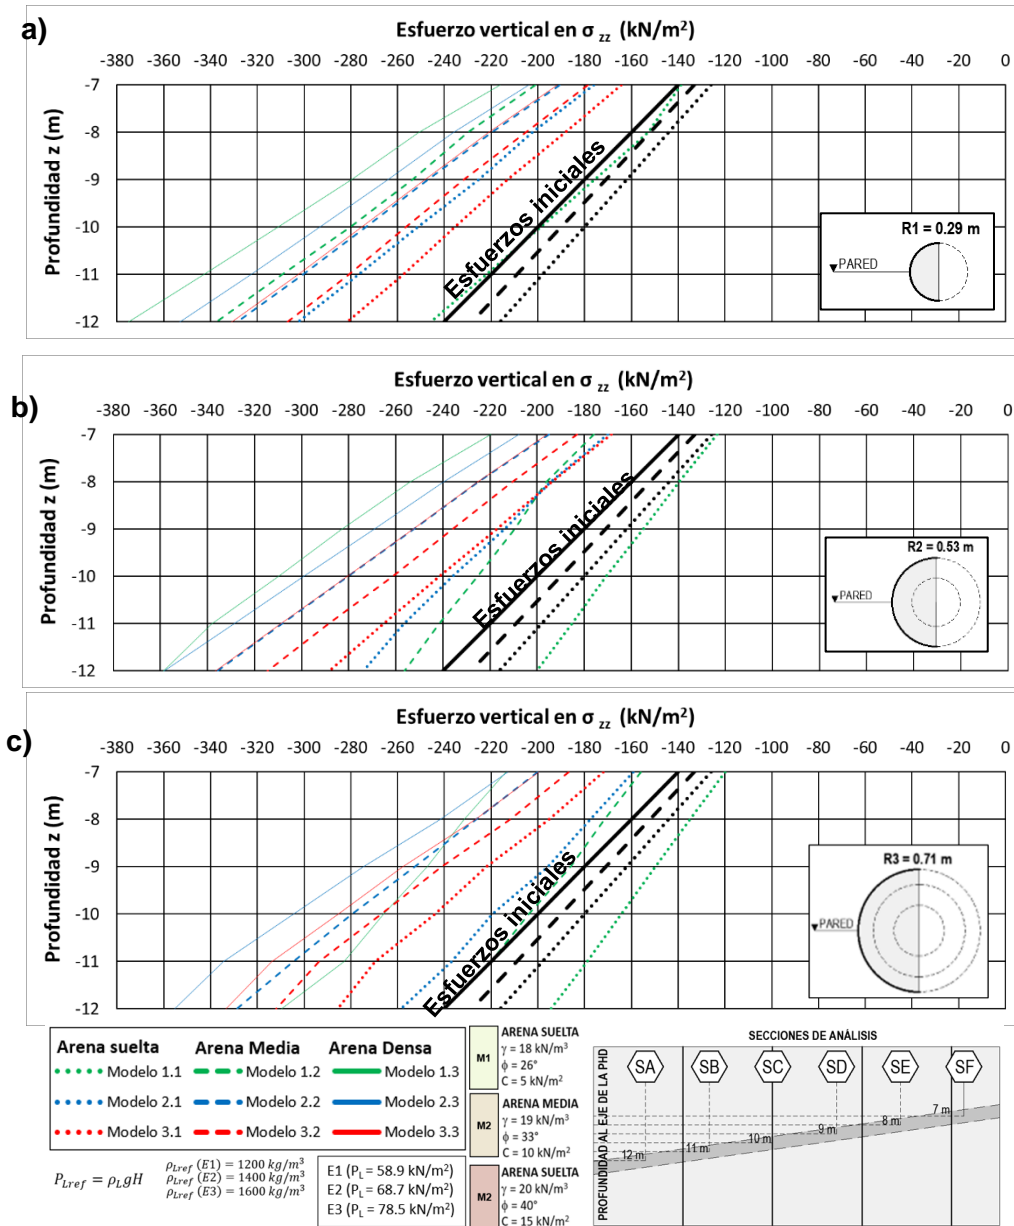 a)
Esfuerzo vertical en σ zz (kN/m²)
-380 -360 -340 -320 -300 -280 -260 -240 -220 -200 -180 -160 -140 -120 -100 -80 -60 -40 -20 0
Profundidad z (m)
-7
-8
-9
-10
-11
-12
Esfuerzos iniciales
R1 = 0.29 m
PARED
b)
Esfuerzo vertical en σ zz (kN/m²)
-380 -360 -340 -320 -300 -280 -260 -240 -220 -200 -180 -160 -140 -120 -100 -80 -60 -40 -20 0
Profundidad z (m)
-7
-8
-9
-10
-11
-12
Esfuerzos iniciales
R2 = 0.53 m
PARED
c)
Esfuerzo vertical en σ zz (kN/m²)
-380 -360 -340 -320 -300 -280 -260 -240 -220 -200 -180 -160 -140 -120 -100 -80 -60 -40 -20 0
Profundidad z (m)
-7
-8
-9
-10
-11
-12
Esfuerzos iniciales
R3 = 0.71 m
PARED
Arena suelta Arena Media Arena Densa
Modelo 1.1 Modelo 1.2 Modelo 1.3
Modelo 2.1 Modelo 2.2 Modelo 2.3
Modelo 3.1 Modelo 3.2 Modelo 3.3
P_Lref = ρ_L g H
ρ_Lref (E1) = 1200 kg/m³
ρ_Lref (E2) = 1400 kg/m³
ρ_Lref (E3) = 1600 kg/m³
E1 (P_L = 58.9 kN/m²)
E2 (P_L = 68.7 kN/m²)
E3 (P_L = 78.5 kN/m²)
M1
ARENA SUELTA
γ = 18 kN/m³
ϕ = 26°
C = 5 kN/m²
M2
ARENA MEDIA
γ = 19 kN/m³
ϕ = 33°
C = 10 kN/m²
M2
ARENA SUELTA
γ = 20 kN/m³
ϕ = 40°
C = 15 kN/m²
SECCIONES DE ANÁLISIS
PROFUNDIDAD AL EJE DE LA PHD
SA SB SC SD SE SF
12 m 11 m 10 m 9 m 8 m 7 m